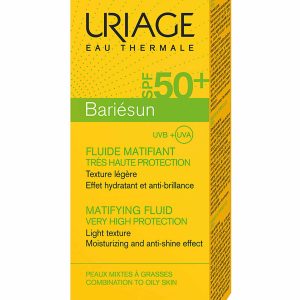 URIAGE
EAU THERMALE
SPF 50+
Bariésun
UVB + UVA
FLUIDE MATIFIANT
TRÈS HAUTE PROTECTION
Texture légère
Effet hydratant et anti-brillance
MATIFYING FLUID
VERY HIGH PROTECTION
Light texture
Moisturizing and anti-shine effect
PEAUX MIXTES À GRASSES
COMBINATION TO OILY SKIN